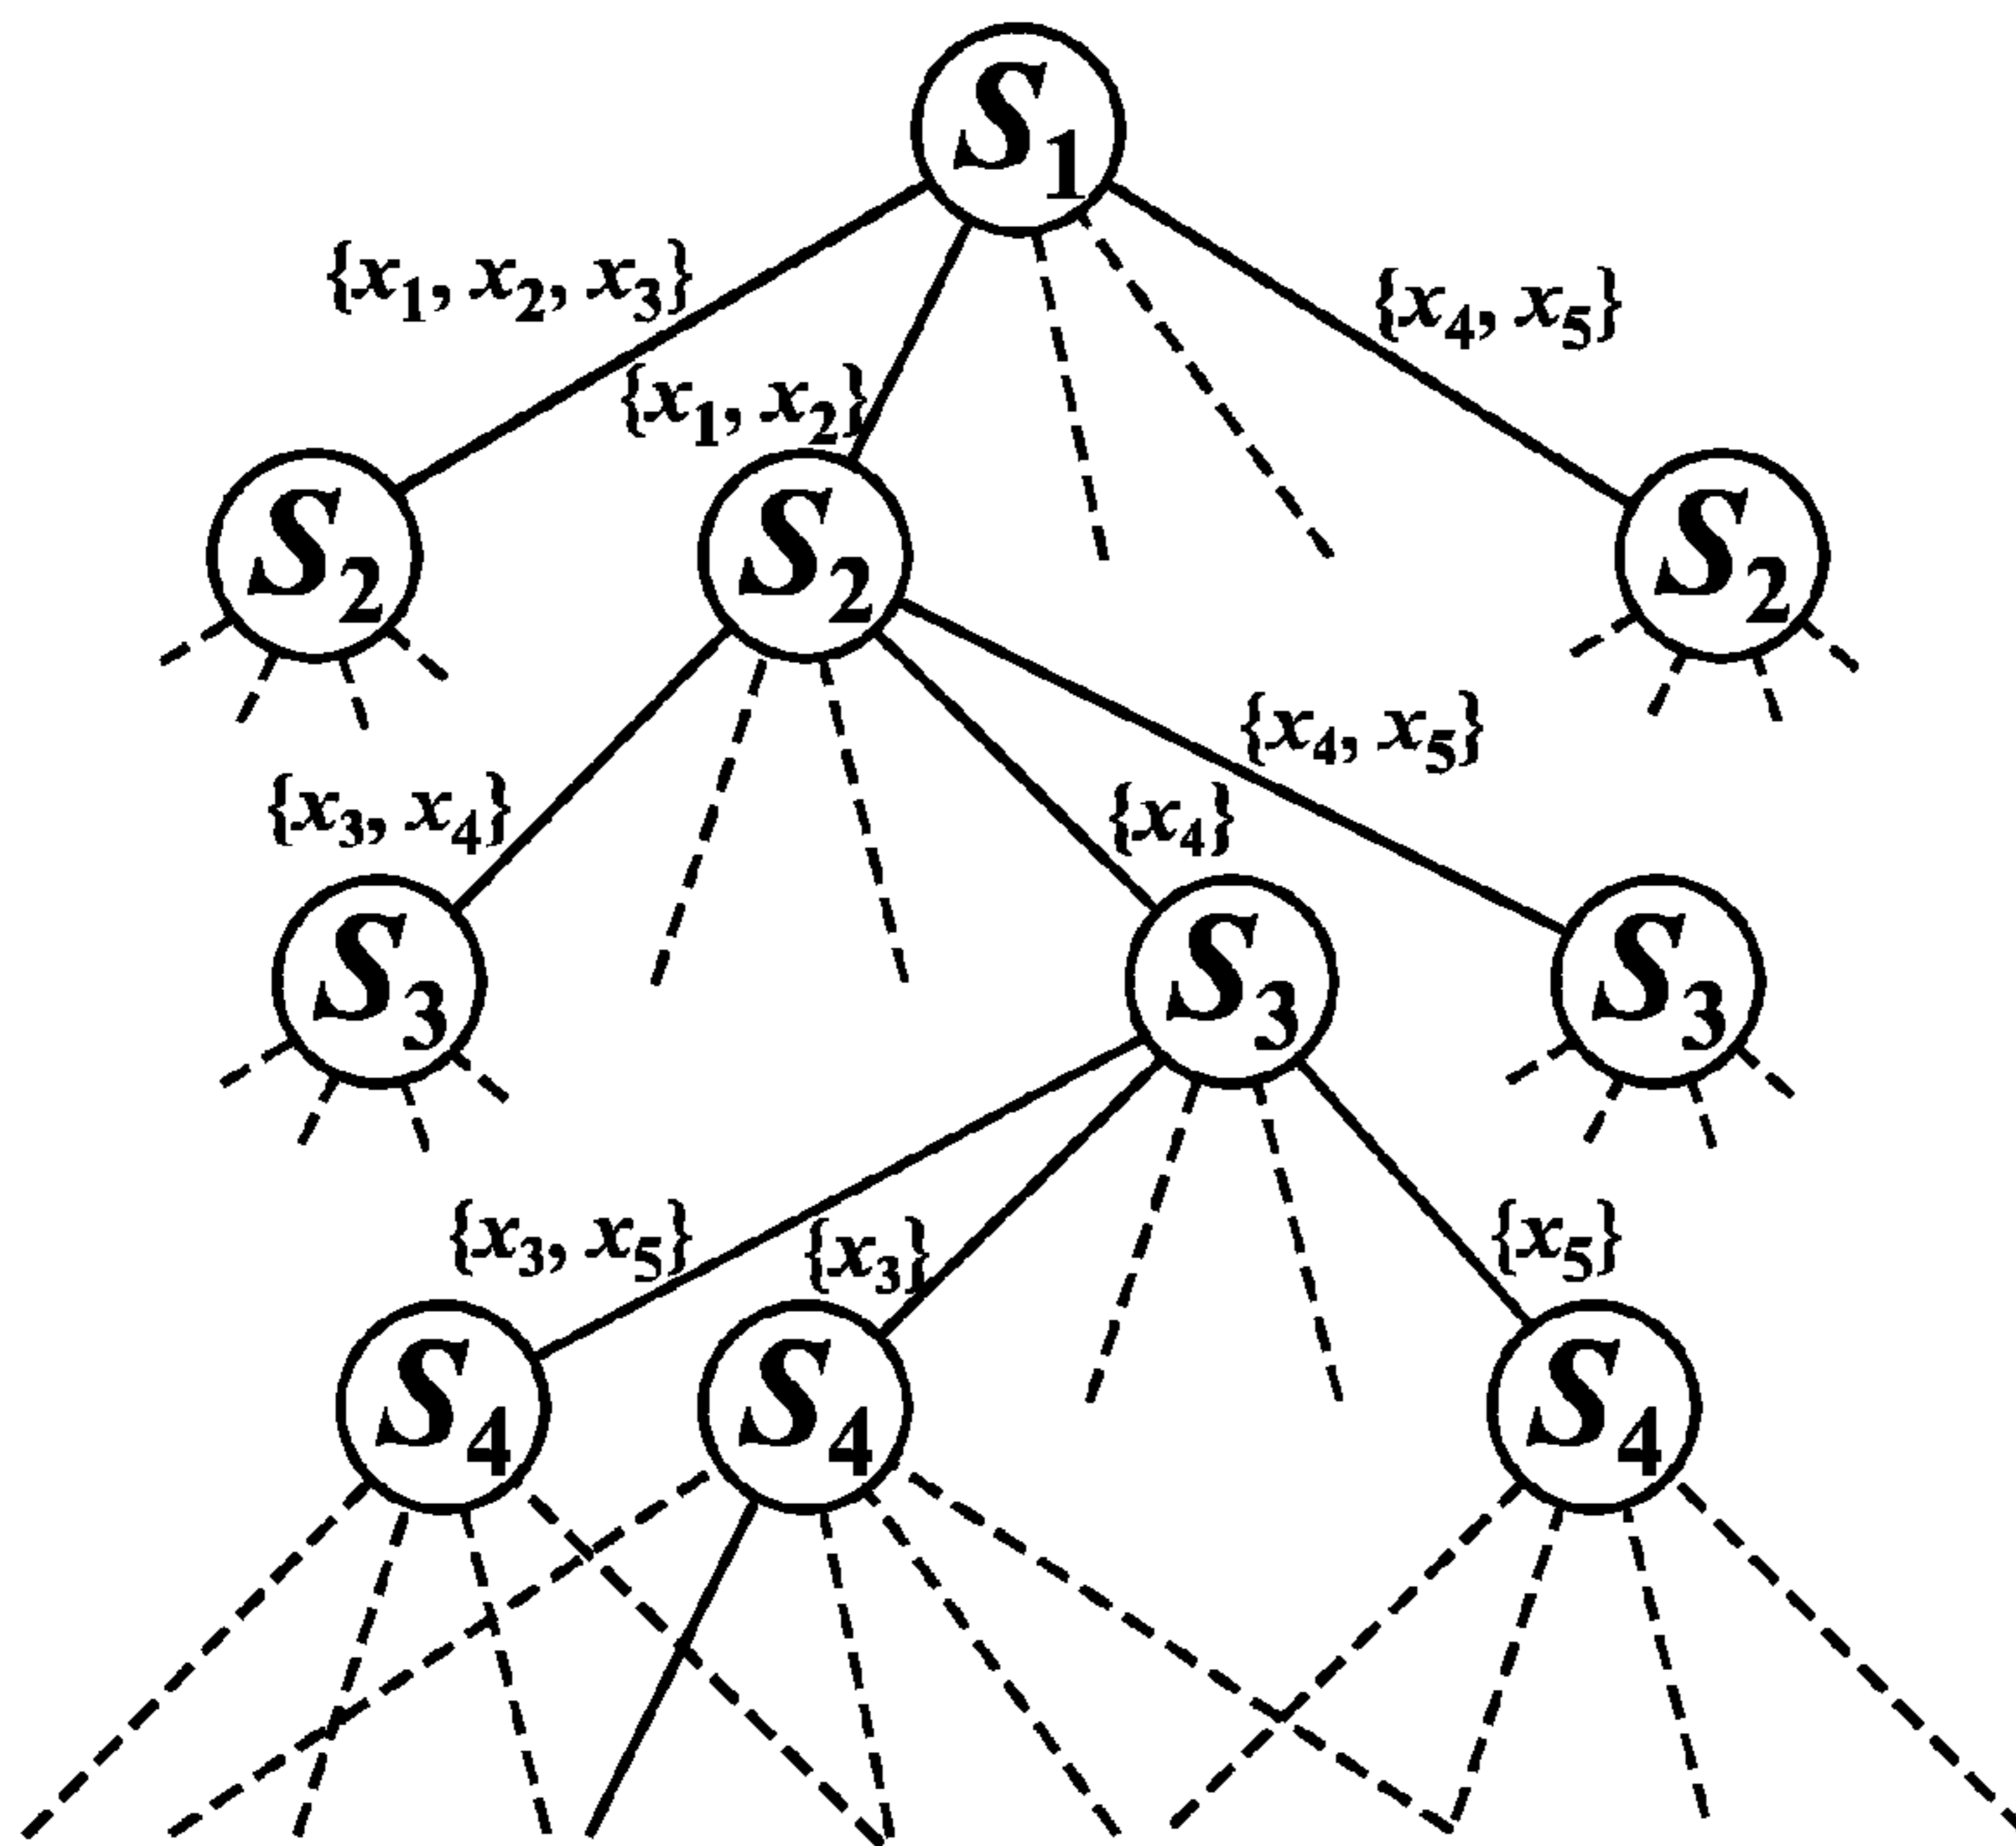 S1
{x1, x2, x3}
{x4, x5}
{x1, x2}
S2 S2 S2
{x4, x5}
{x3, x4}
{x4}
S3 S3 S3
{x3, x5} {x3} {x5}
S4 S4 S4